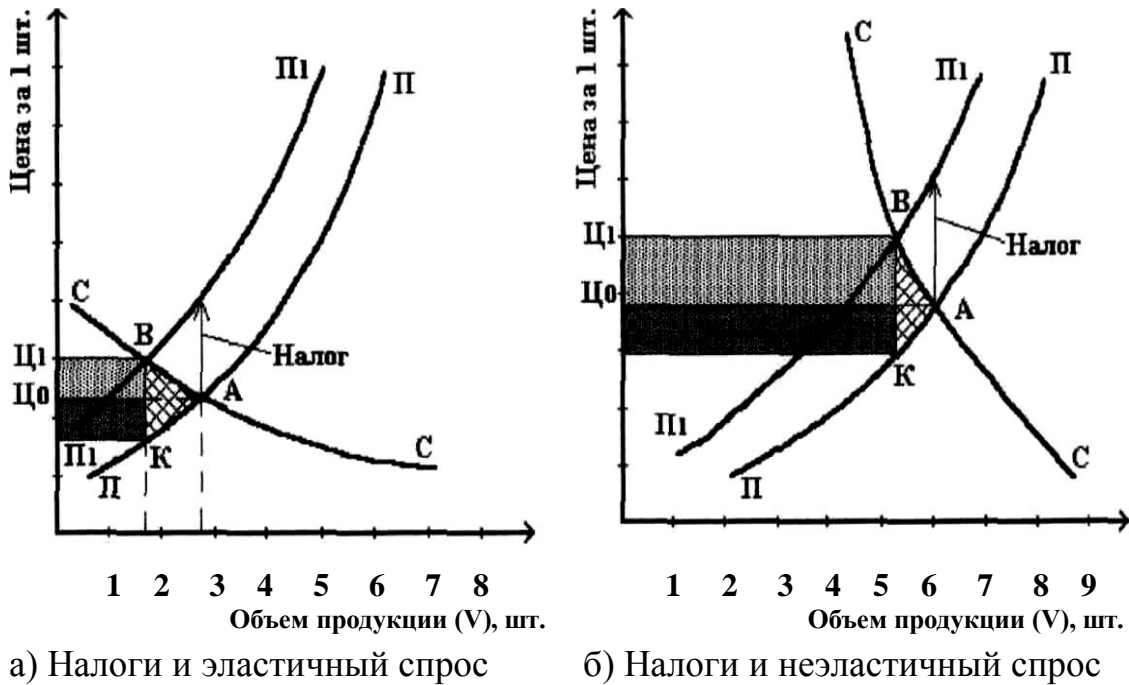 Цена за 1 шт.
П1
П
С
В
Ц1
Ц0
Налог
А
П1
К
П
С
1 2 3 4 5 6 7 8
Объем продукции (V), шт.
а) Налоги и эластичный спрос
Цена за 1 шт.
С
П1
П
В
Ц1
Налог
Ц0
А
К
П1
П
С
1 2 3 4 5 6 7 8 9
Объем продукции (V), шт.
б) Налоги и неэластичный спрос